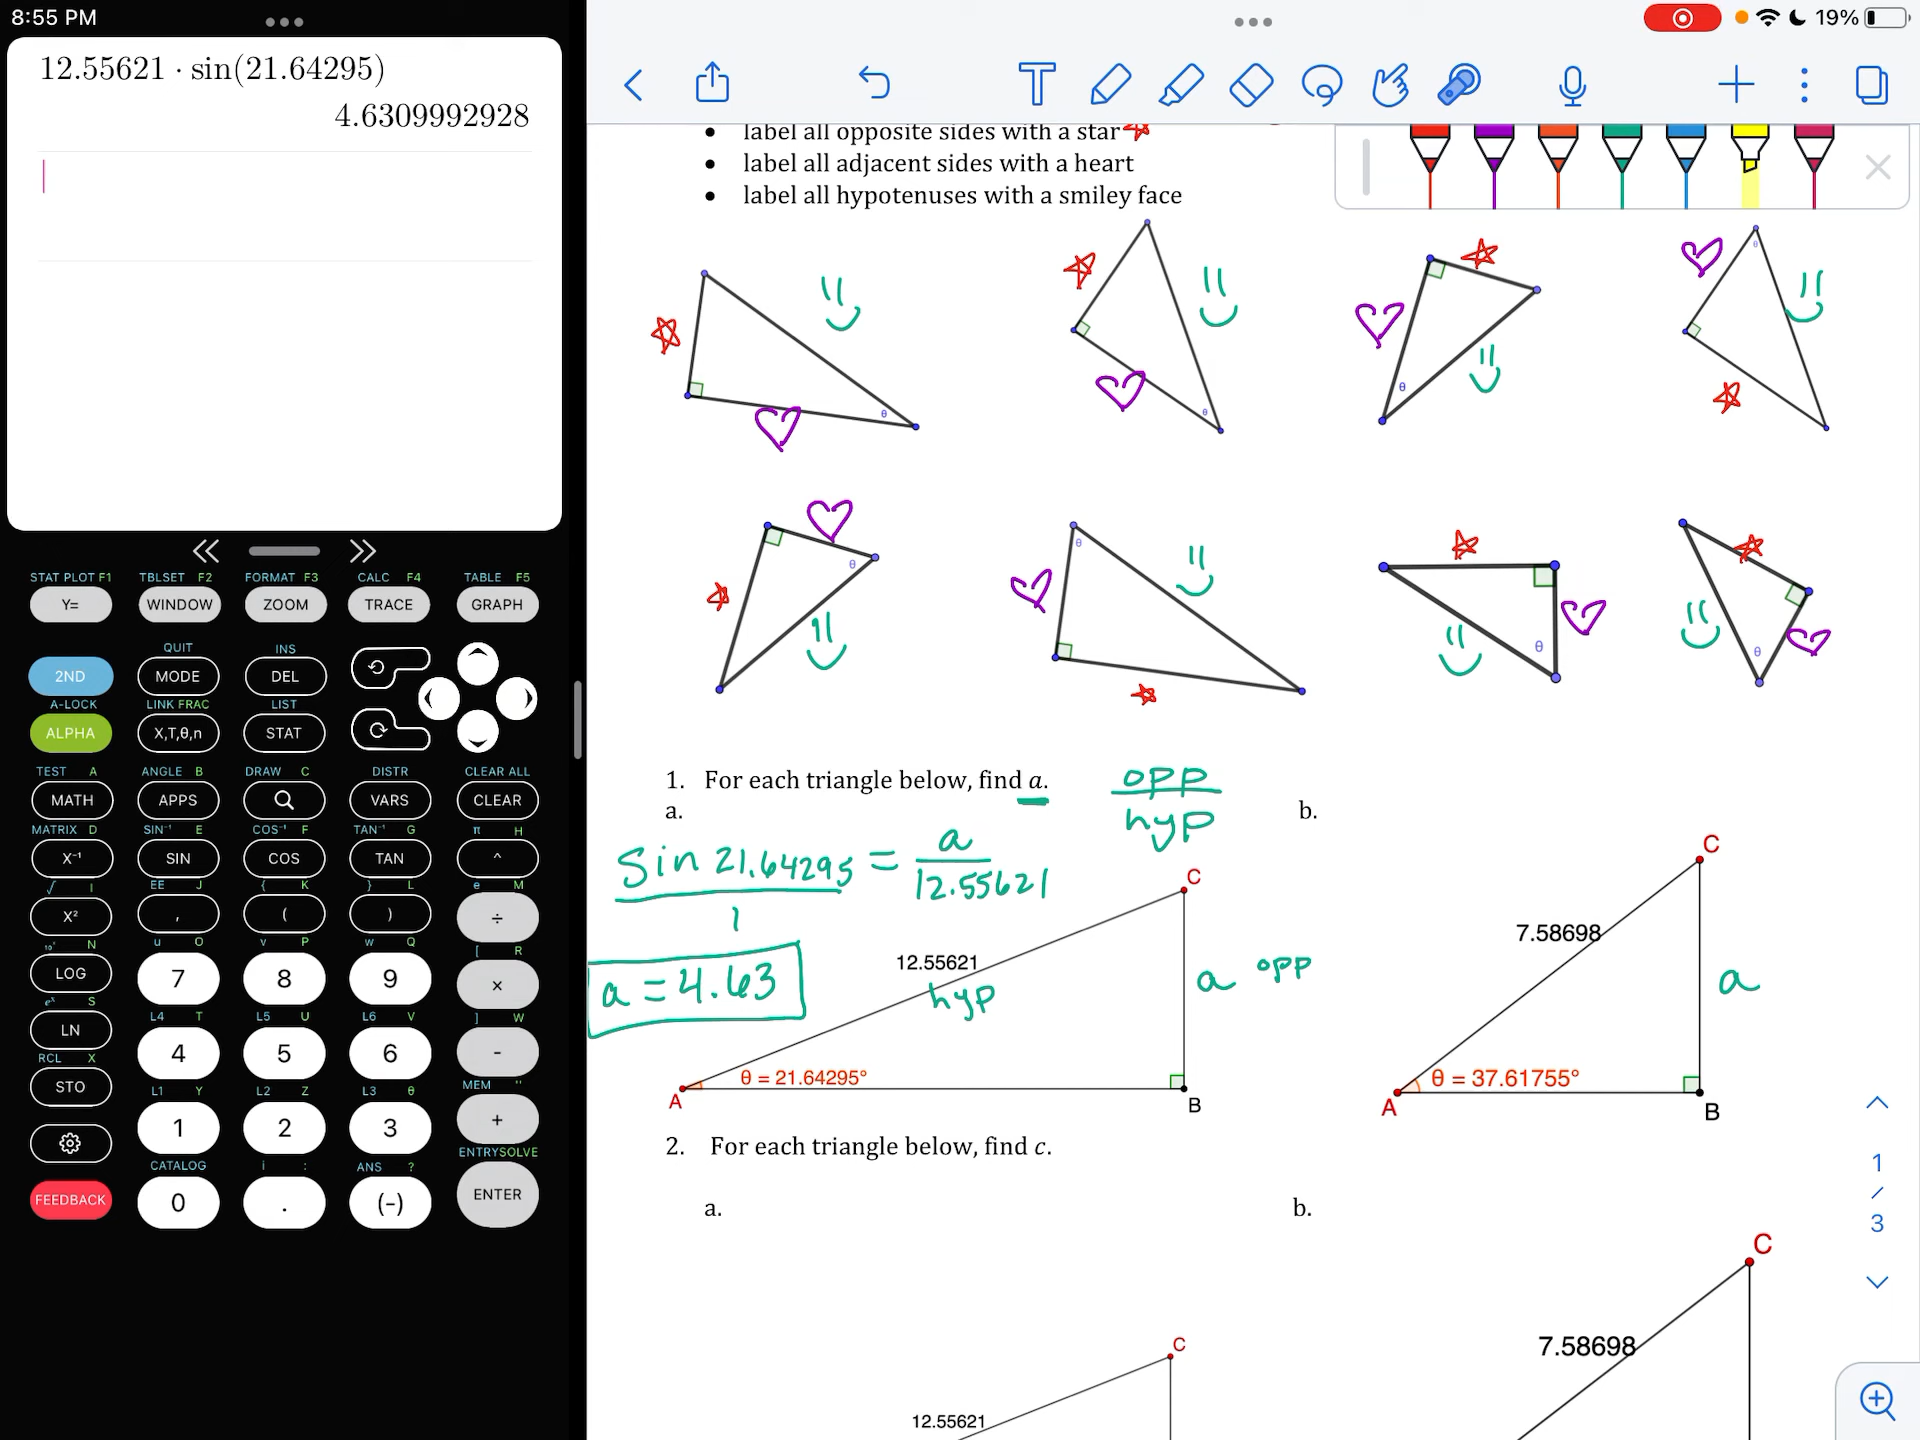 8:55 PM
12.55621 · sin(21.64295)
4.6309992928
STAT PLOT F1 TBLSET F2 FORMAT F3 CALC F4 TABLE F5
Y= WINDOW ZOOM TRACE GRAPH
QUIT INS
2ND MODE DEL
A-LOCK LINK FRAC LIST
ALPHA X,T,θ,n STAT
TEST A ANGLE B DRAW C DISTR CLEAR ALL
MATH APPS VARS CLEAR
MATRIX D SIN⁻¹ E COS⁻¹ F TAN⁻¹ G π H
X⁻¹ SIN COS TAN ^
√ I EE J { K } L e M
X² , ( ) ÷
10ˣ N u O v P w Q [ R
LOG 7 8 9 ×
eˣ S L4 T L5 U L6 V ] W
LN 4 5 6 -
RCL X L1 Y L2 Z L3 θ MEM "
STO 1 2 3 +
CATALOG i : ANS ? ENTRY SOLVE
FEEDBACK 0 . (-) ENTER
19%
T
• label all opposite sides with a star
• label all adjacent sides with a heart
• label all hypotenuses with a smiley face
θ θ θ θ
θ θ θ θ
1. For each triangle below, find a.
opp
hyp
a. b.
sin 21.64295 = a
1 12.55621
a = 4.63
C
12.55621
hyp
a opp
θ = 21.64295°
A B
C
7.58698
a
θ = 37.61755°
A B
2. For each triangle below, find c.
a. b.
C
12.55621
C
7.58698
1
/
3